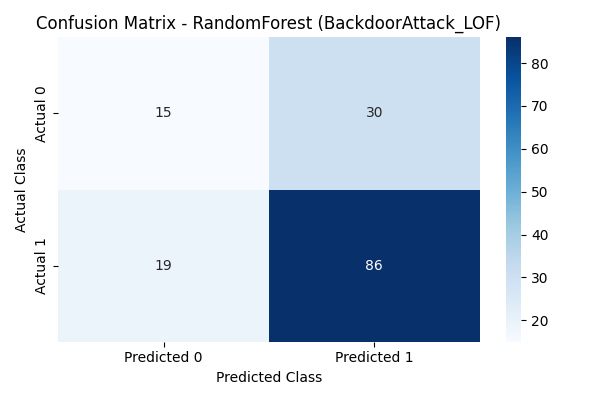 Confusion Matrix - RandomForest (BackdoorAttack_LOF)
Actual Class
Actual 0
Actual 1
15
30
19
86
Predicted 0
Predicted 1
Predicted Class
80
70
60
50
40
30
20